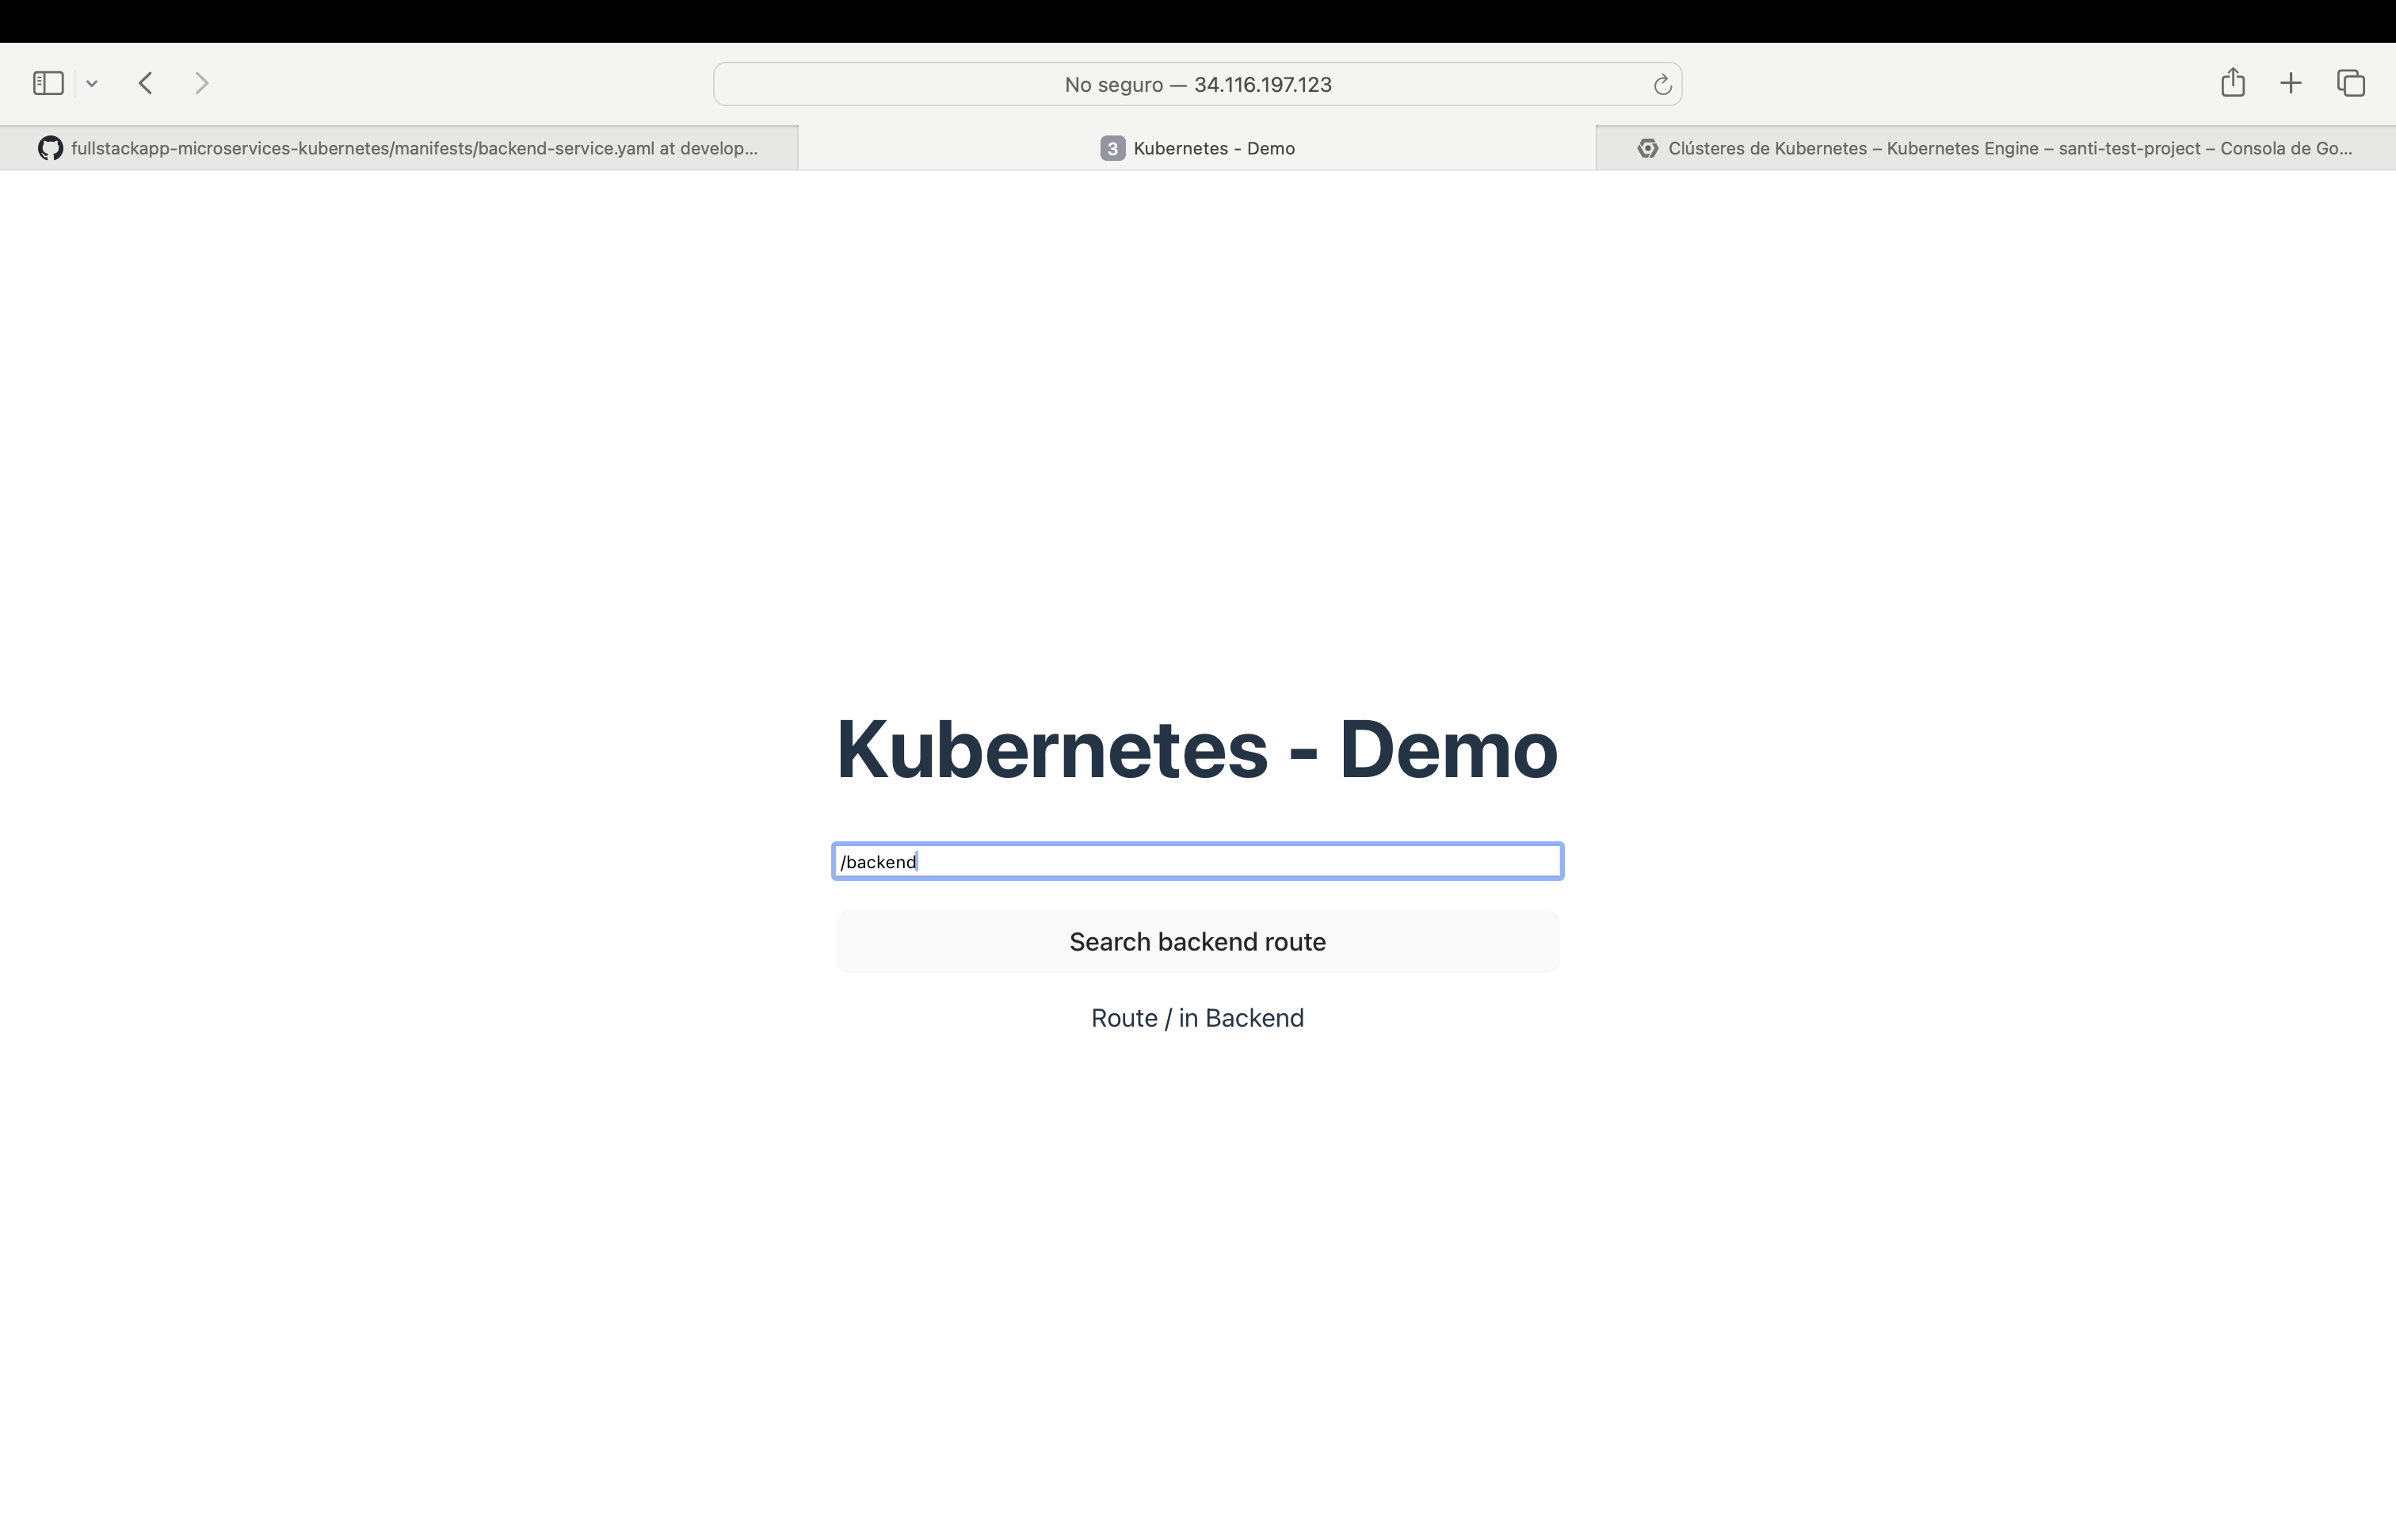 No seguro — 34.116.197.123
fullstackapp-microservices-kubernetes/manifests/backend-service.yaml at develop...
3 Kubernetes - Demo
Clústeres de Kubernetes – Kubernetes Engine – santi-test-project – Consola de Go...
Kubernetes - Demo
/backend
Search backend route
Route / in Backend